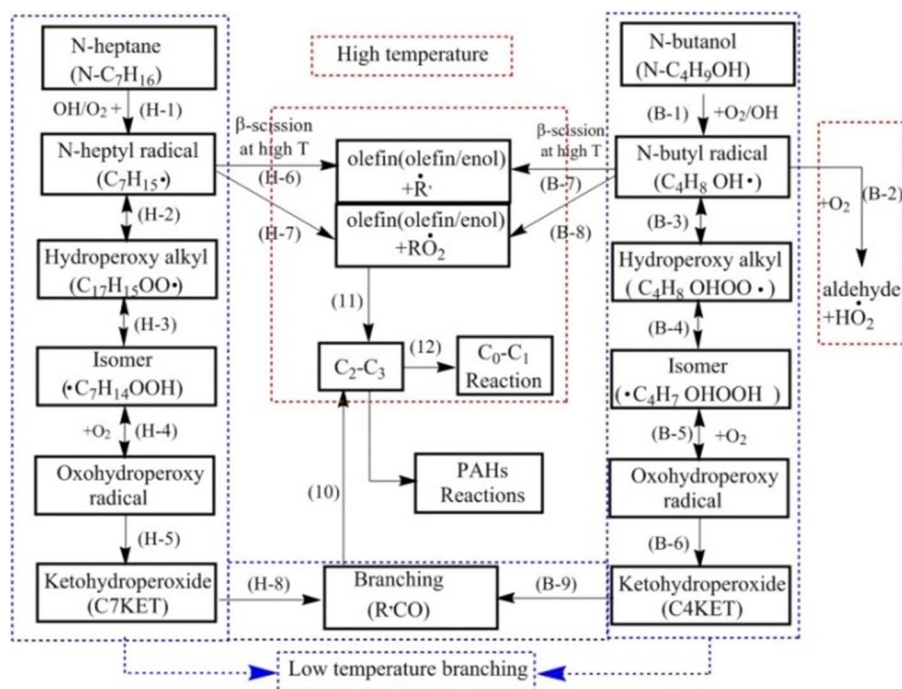 N-heptane
(N-C₇H₁₆)
OH/O₂ +
(H-1)
N-heptyl radical
(C₇H₁₅•)
(H-2)
Hydroperoxy alkyl
(C₁₇H₁₅OO•)
(H-3)
Isomer
(•C₇H₁₄OOH)
+O₂
(H-4)
Oxohydroperoxy
radical
(H-5)
Ketohydroperoxide
(C7KET)
High temperature
β-scission
at high T
(H-6)
(H-7)
olefin(olefin/enol)
+Ṙ·
olefin(olefin/enol)
+RȮ₂
β-scission
at high T
(B-7)
(B-8)
(11)
C₂-C₃
(12)
C₀-C₁
Reaction
(10)
PAHs
Reactions
(H-8)
Branching
(R·CO)
(B-9)
N-butanol
(N-C₄H₉OH)
(B-1)
+O₂/OH
N-butyl radical
(C₄H₈ OH•)
(B-2)
+O₂
aldehyde
+HȮ₂
(B-3)
Hydroperoxy alkyl
( C₄H₈ OHOO • )
(B-4)
Isomer
(•C₄H₇ OHOOH )
(B-5)
+O₂
Oxohydroperoxy
radical
(B-6)
Ketohydroperoxide
(C4KET)
Low temperature branching